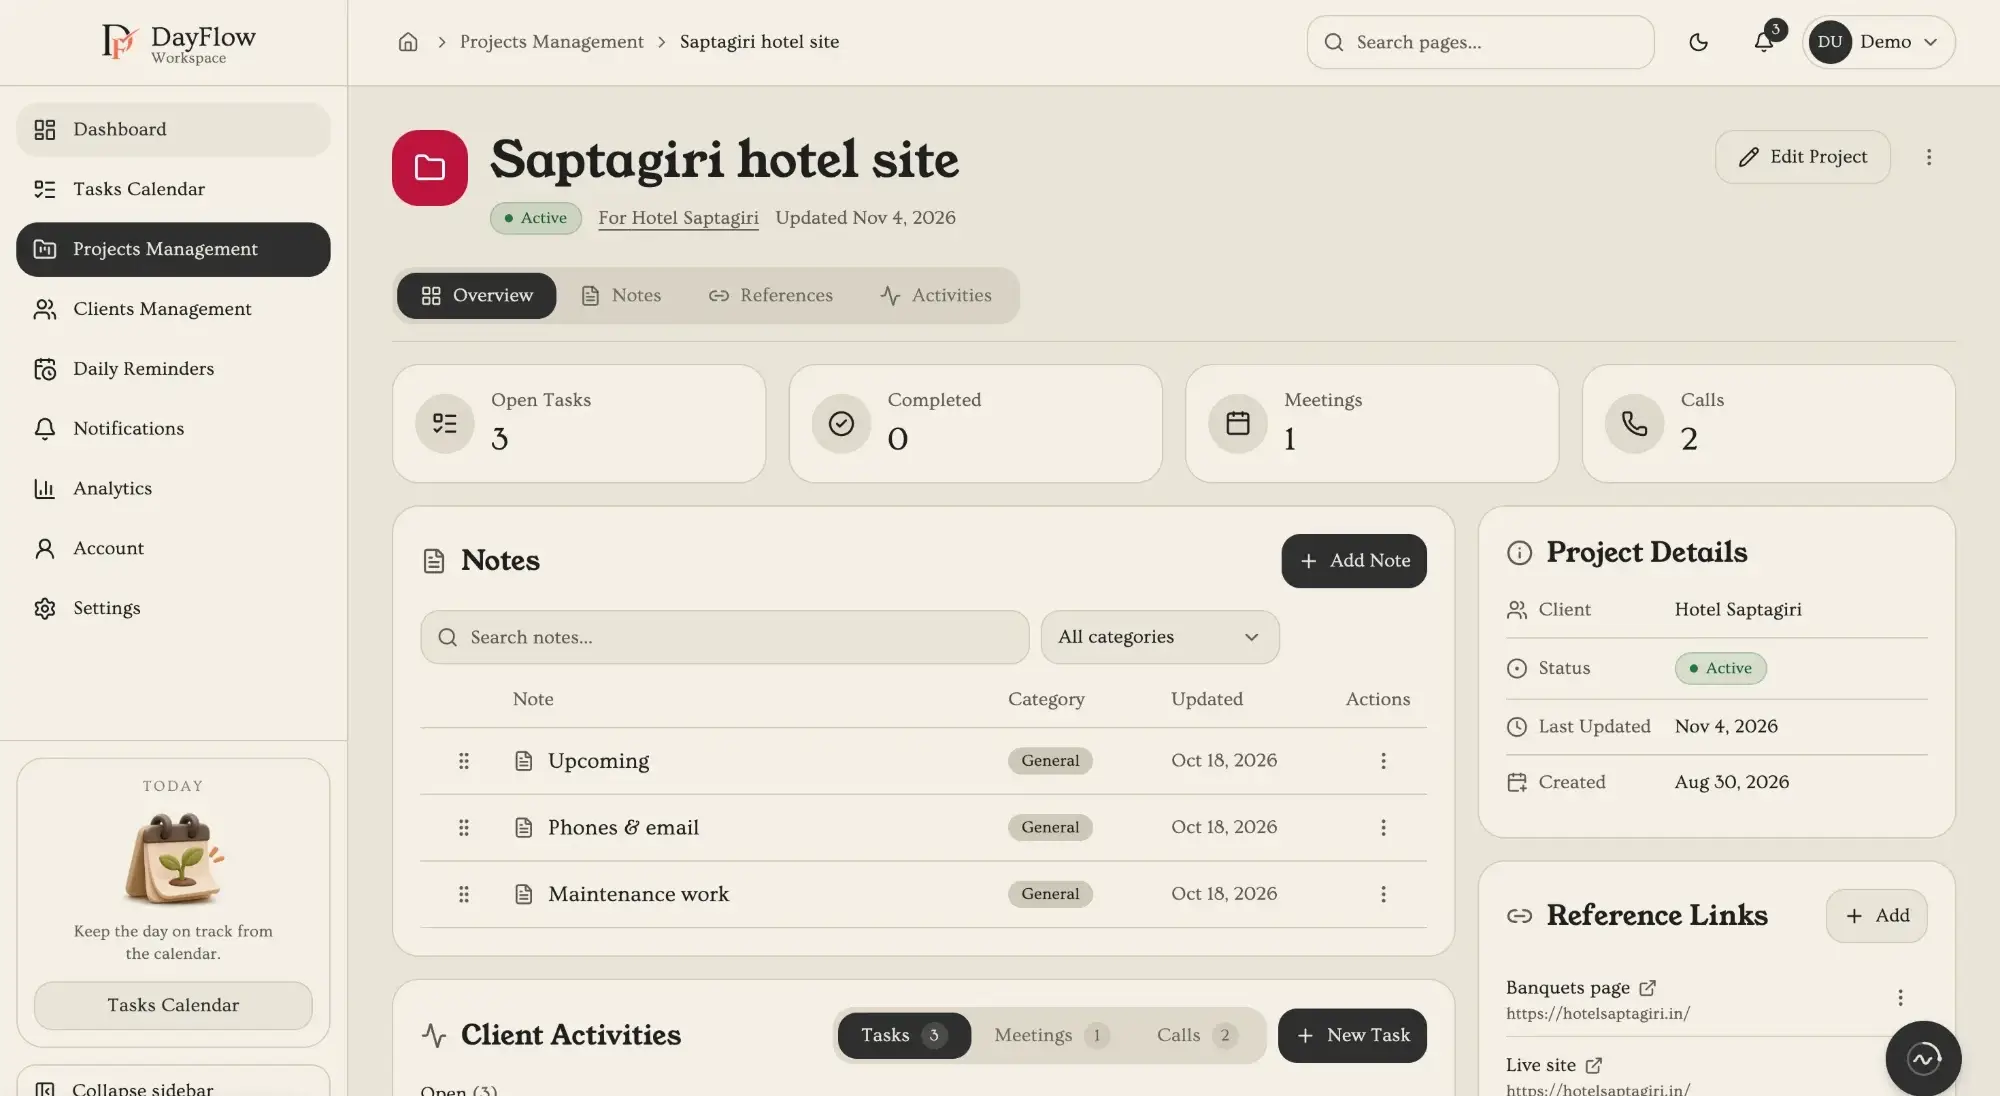 DayFlow
Workspace
Projects Management
Saptagiri hotel site
Search pages...
3
DU
Demo
Dashboard
Tasks Calendar
Projects Management
Clients Management
Daily Reminders
Notifications
Analytics
Account
Settings
TODAY
Keep the day on track from
the calendar.
Tasks Calendar
Collapse sidebar
Saptagiri hotel site
Active For Hotel Saptagiri Updated Nov 4, 2026
Edit Project
Overview Notes References Activities
Open Tasks
3
Completed
0
Meetings
1
Calls
2
Notes
Add Note
Search notes...
All categories
Note Category Updated Actions
Upcoming General Oct 18, 2026
Phones & email General Oct 18, 2026
Maintenance work General Oct 18, 2026
Client Activities
Tasks 3 Meetings 1 Calls 2
New Task
Open (3)
Project Details
Client Hotel Saptagiri
Status Active
Last Updated Nov 4, 2026
Created Aug 30, 2026
Reference Links
Add
Banquets page
https://hotelsaptagiri.in/
Live site
https://hotelsaptagiri.in/